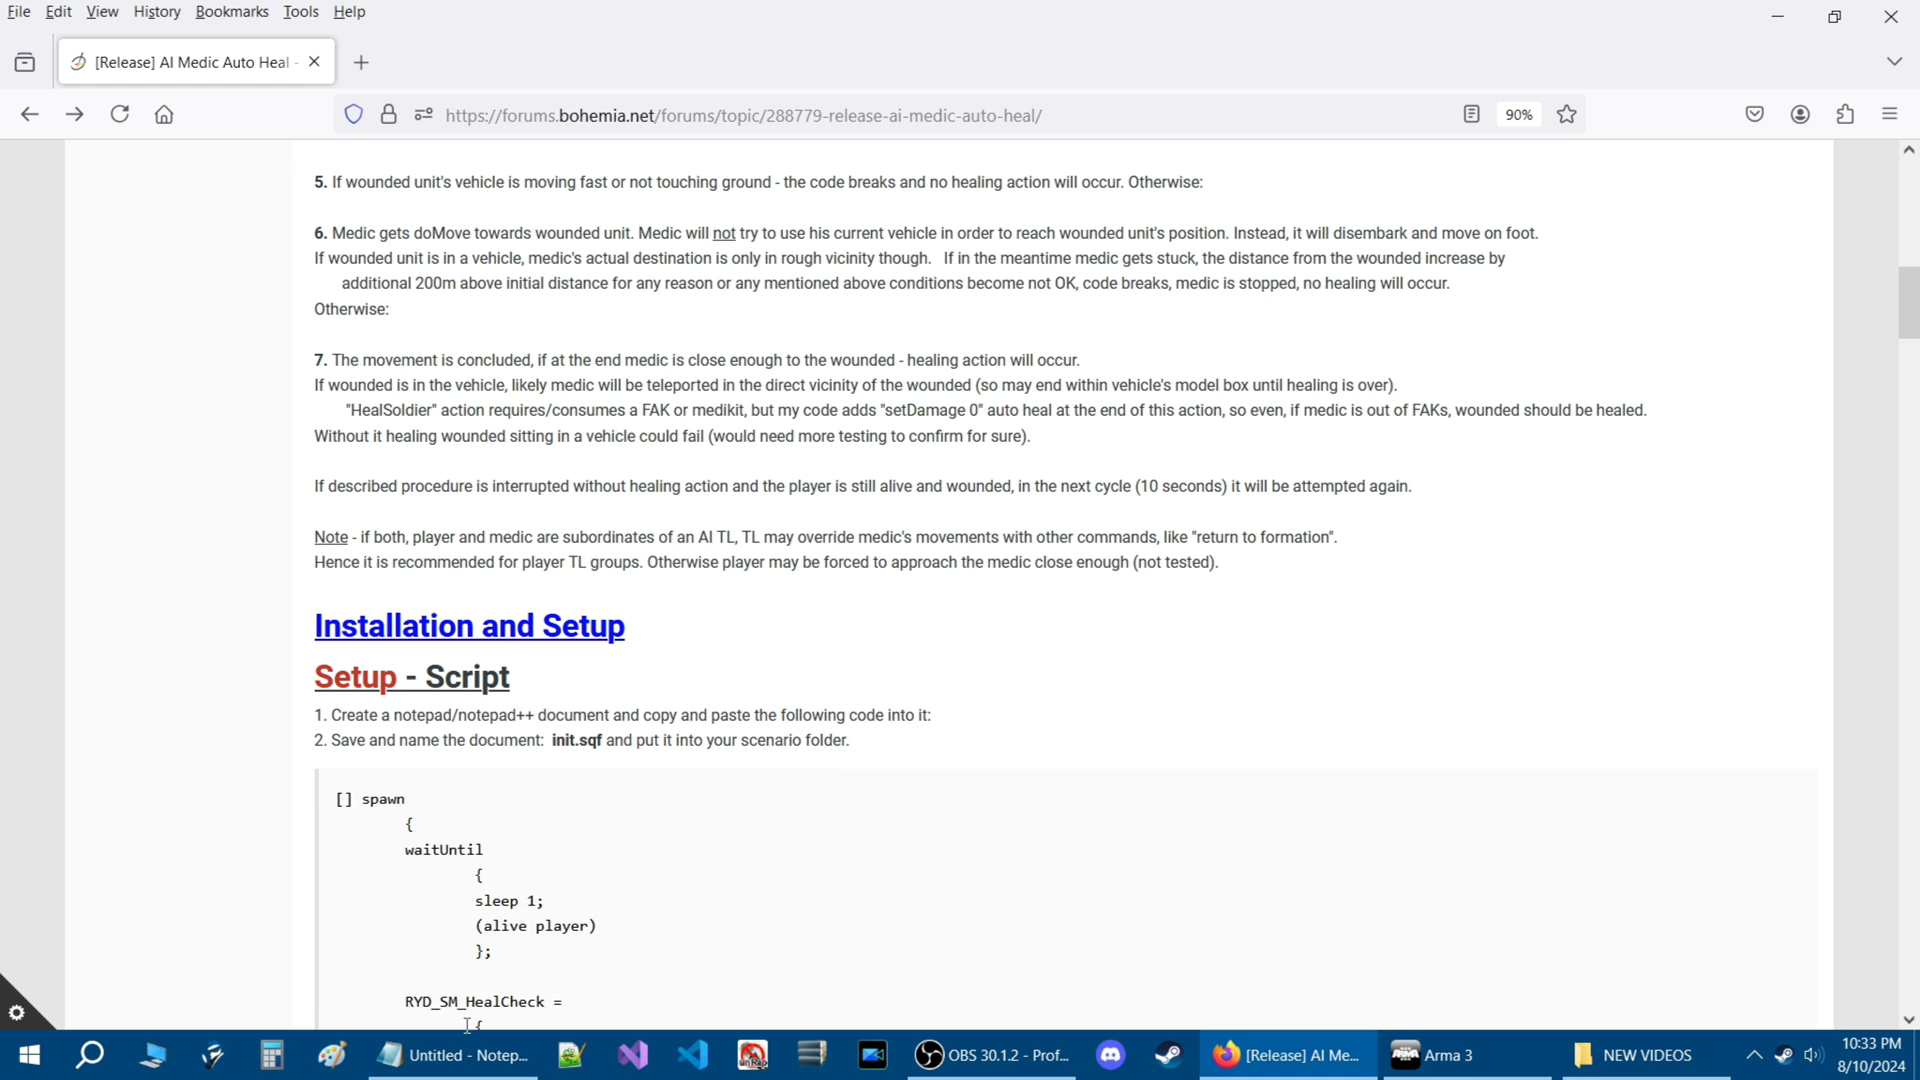 File Edit View History Bookmarks Tools Help
[Release] AI Medic Auto Heal -
https://forums.bohemia.net/forums/topic/288779-release-ai-medic-auto-heal/
90%
5. If wounded unit's vehicle is moving fast or not touching ground - the code breaks and no healing action will occur. Otherwise:
6. Medic gets doMove towards wounded unit. Medic will not try to use his current vehicle in order to reach wounded unit's position. Instead, it will disembark and move on foot.
If wounded unit is in a vehicle, medic's actual destination is only in rough vicinity though. If in the meantime medic gets stuck, the distance from the wounded increase by
additional 200m above initial distance for any reason or any mentioned above conditions become not OK, code breaks, medic is stopped, no healing will occur.
Otherwise:
7. The movement is concluded, if at the end medic is close enough to the wounded - healing action will occur.
If wounded is in the vehicle, likely medic will be teleported in the direct vicinity of the wounded (so may end within vehicle's model box until healing is over).
"HealSoldier" action requires/consumes a FAK or medikit, but my code adds "setDamage 0" auto heal at the end of this action, so even, if medic is out of FAKs, wounded should be healed.
Without it healing wounded sitting in a vehicle could fail (would need more testing to confirm for sure).
If described procedure is interrupted without healing action and the player is still alive and wounded, in the next cycle (10 seconds) it will be attempted again.
Note - if both, player and medic are subordinates of an AI TL, TL may override medic's movements with other commands, like "return to formation".
Hence it is recommended for player TL groups. Otherwise player may be forced to approach the medic close enough (not tested).
Installation and Setup
Setup - Script
1. Create a notepad/notepad++ document and copy and paste the following code into it:
2. Save and name the document: init.sqf and put it into your scenario folder.
[] spawn
{
waitUntil
{
sleep 1;
(alive player)
};
RYD_SM_HealCheck =
{
Untitled - Notep...
OBS 30.1.2 - Prof...
[Release] AI Me...
Arma 3
NEW VIDEOS
10:33 PM
8/10/2024